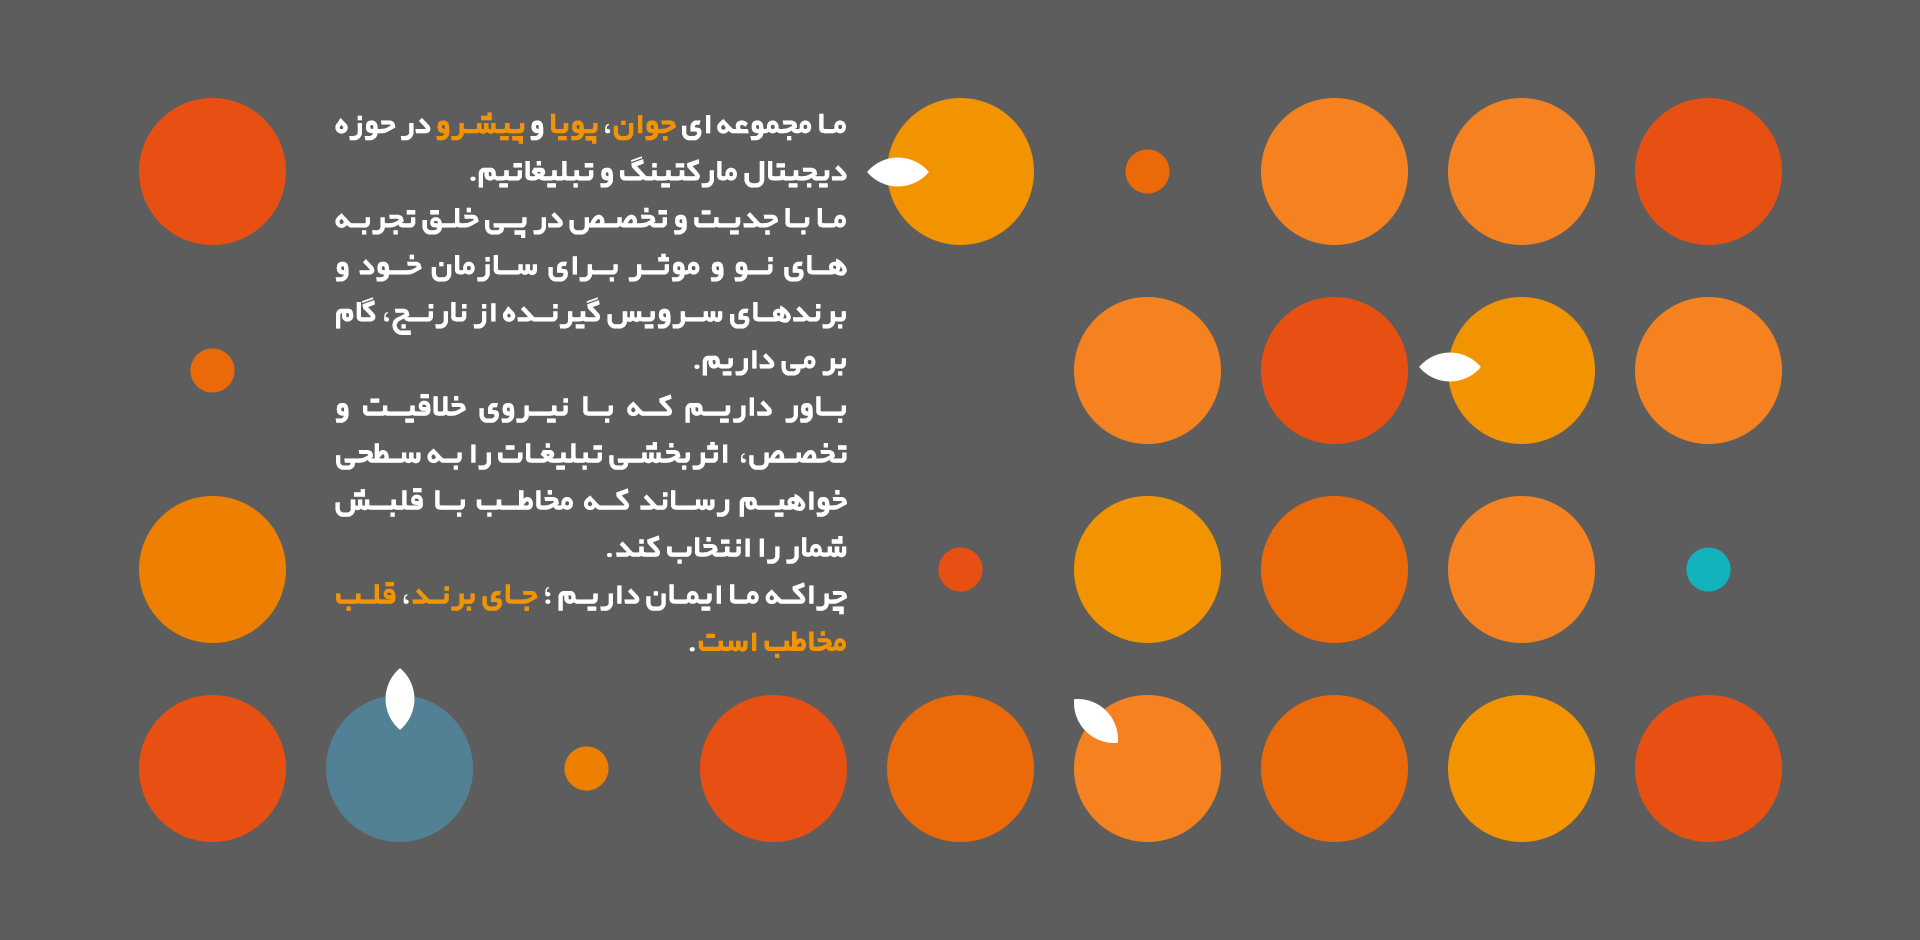 ما مجموعه ای جوان، پویا و پیشرو در حوزه
دیجیتال مارکتینگ و تبلیغاتیم.
ما با جدیت و تخصص در پی خلق تجربه
های نو و موثر برای سازمان خود و
برندهای سرویس گیرنده از نارنج، گام
بر می داریم.
باور داریم که با نیروی خلاقیت و
تخصص، اثربخشی تبلیغات را به سطحی
خواهیم رساند که مخاطب با قلبش
شمار را انتخاب کند.
چراکه ما ایمان داریم ؛ جای برند، قلب
مخاطب است.